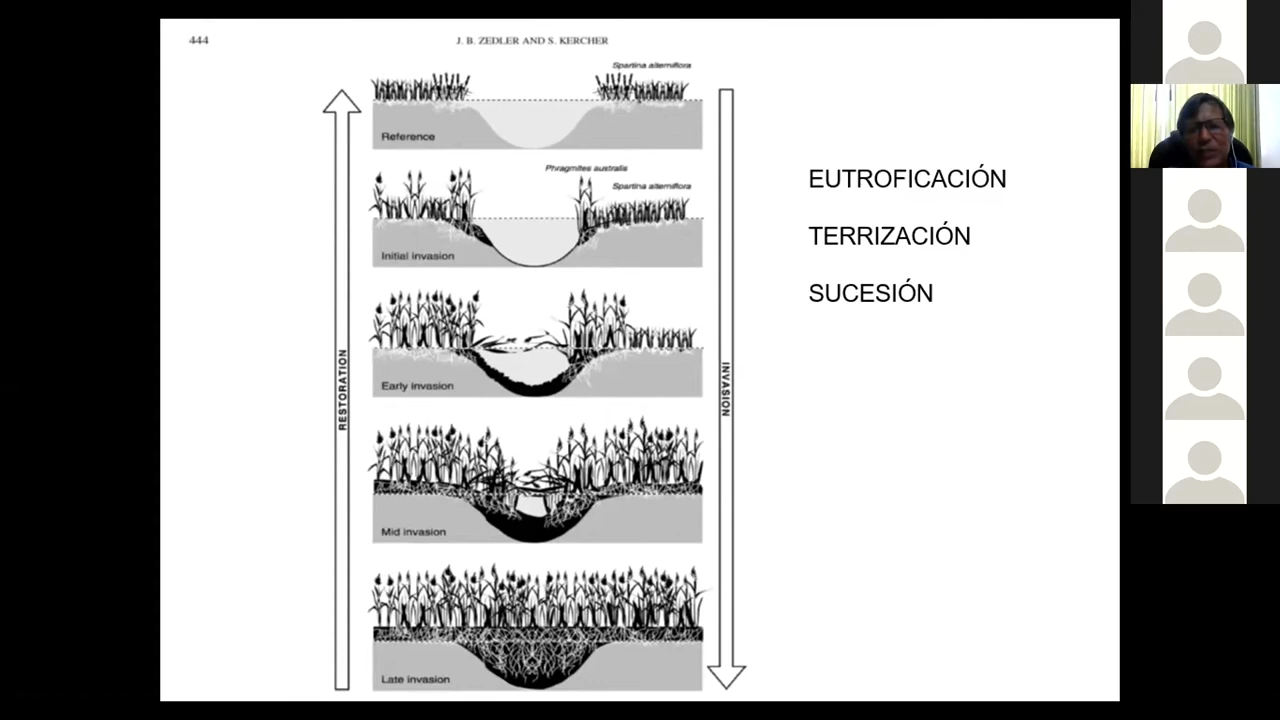 444
J. B. ZEDLER AND S. KERCHER
Spartina alterniflora
Reference
Phragmites australis
Spartina alterniflora
Initial invasion
Early invasion
Mid invasion
Late invasion
RESTORATION
INVASION
EUTROFICACIÓN
TERRIZACIÓN
SUCESIÓN